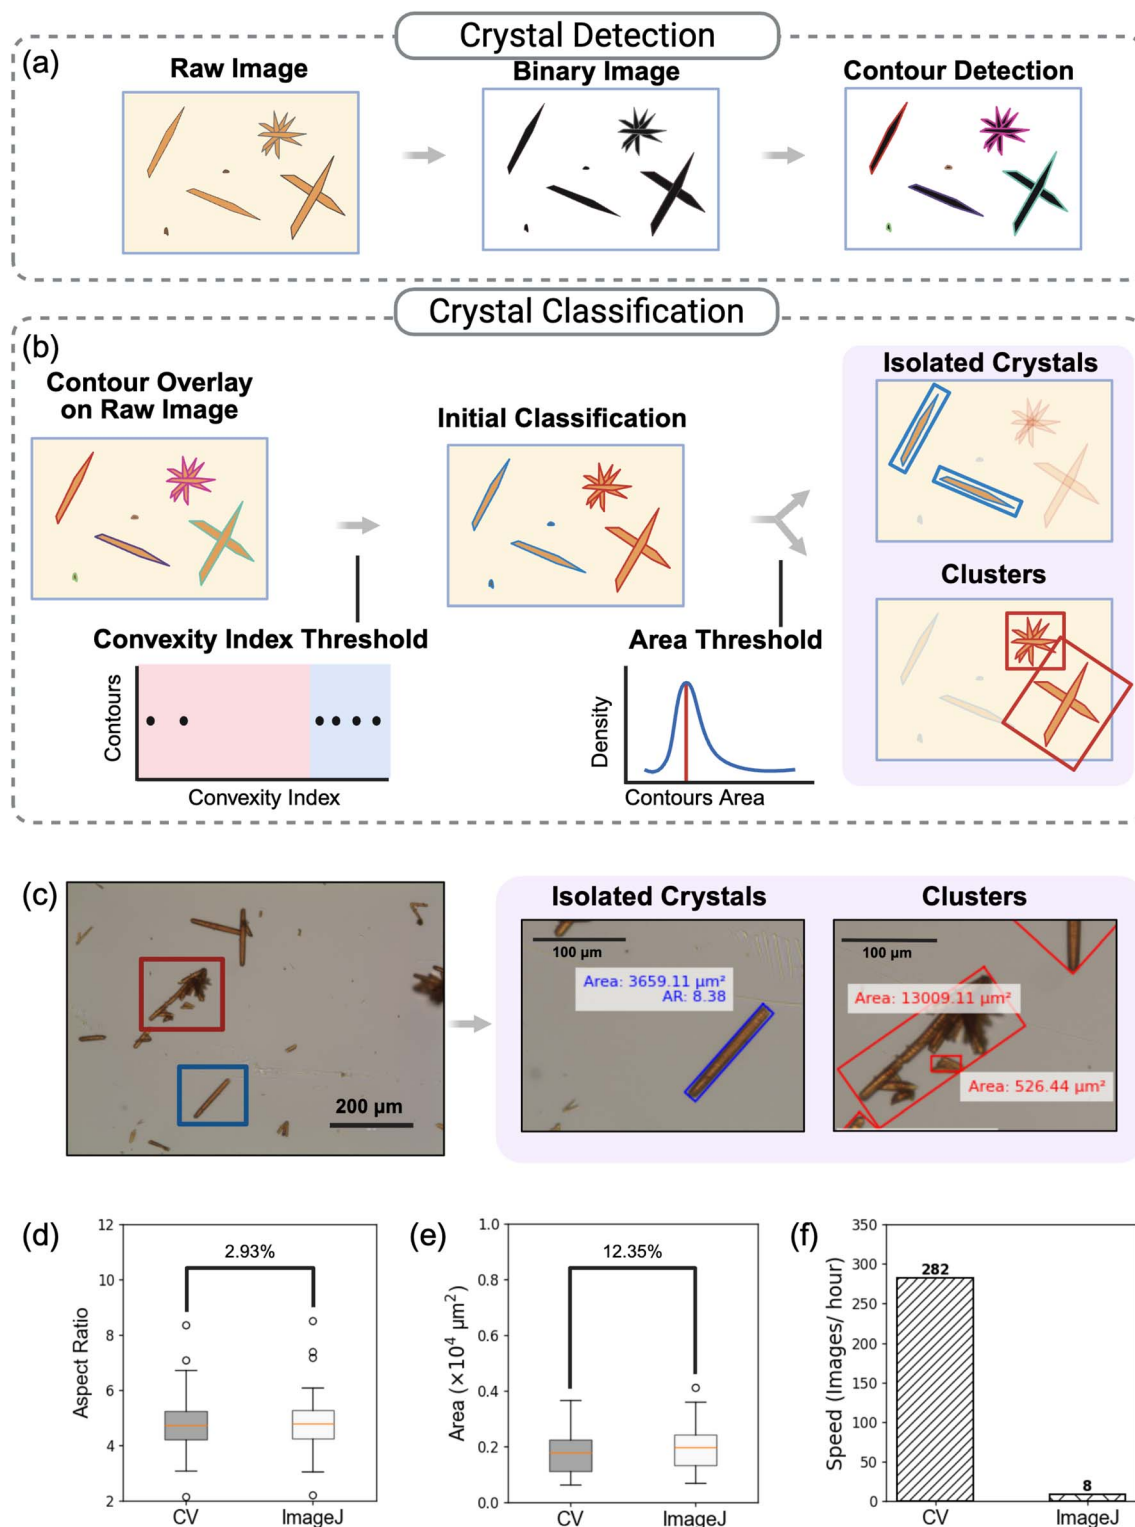 Crystal Detection
(a)
Raw Image
Binary Image
Contour Detection
Crystal Classification
(b)
Contour Overlay
on Raw Image
Initial Classification
Isolated Crystals
Clusters
Convexity Index Threshold
Contours
Convexity Index
Area Threshold
Density
Contours Area
(c)
200 µm
Isolated Crystals
100 µm
Area: 3659.11 µm²
AR: 8.38
Clusters
100 µm
Area: 13009.11 µm²
Area: 526.44 µm²
(d)
Aspect Ratio
12
10
8
6
4
2
2.93%
CV
ImageJ
(e)
Area (×10⁴ µm²)
1.0
0.8
0.6
0.4
0.2
0.0
12.35%
CV
ImageJ
(f)
Speed (Images/ hour)
350
300
250
200
150
100
50
0
282
8
CV
ImageJ